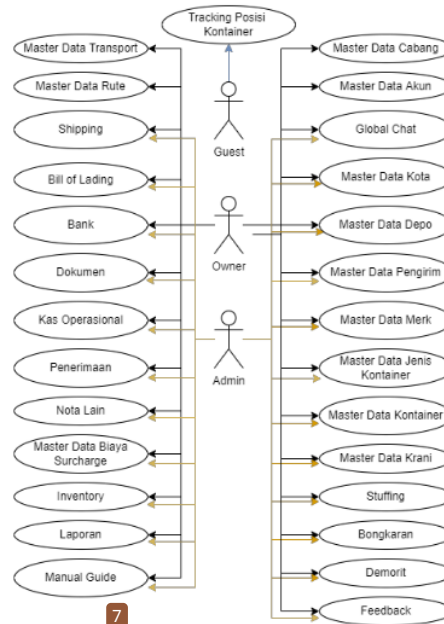 Tracking Posisi
Kontainer
Master Data Transport
Master Rute
Shipping
Bill of Lading
Bank
Dokumen
Kas Operasional
Penerimaan
Nota Lain
Master Data Biaya
Surcharge
Inventory
Laporan
Manual Guide
Guest
Owner
Admin
Master Data Cabang
Master Data Akun
Global Chat
Master Data Kota
Master Data Depo
Master Data Pengirim
Master Data Merk
Master Data Jenis
Kontainer
Master Data Kontainer
Master Data Krani
Stuffing
Bongkaran
Demorit
Feedback
7